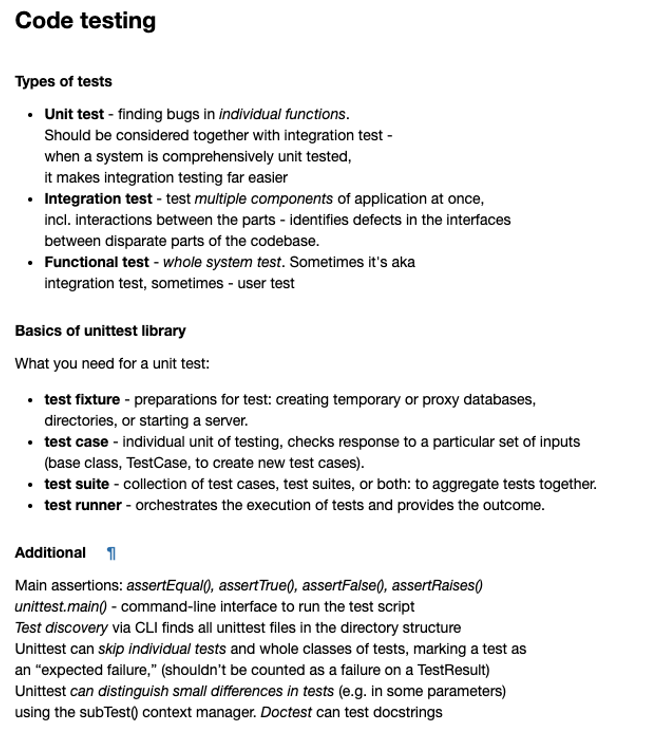 Code testing
Types of tests
• Unit test - finding bugs in individual functions.
Should be considered together with integration test -
when a system is comprehensively unit tested,
it makes integration testing far easier
• Integration test - test multiple components of application at once,
incl. interactions between the parts - identifies defects in the interfaces
between disparate parts of the codebase.
• Functional test - whole system test. Sometimes it's aka
integration test, sometimes - user test
Basics of unittest library
What you need for a unit test:
• test fixture - preparations for test: creating temporary or proxy databases,
directories, or starting a server.
• test case - individual unit of testing, checks response to a particular set of inputs
(base class, TestCase, to create new test cases).
• test suite - collection of test cases, test suites, or both: to aggregate tests together.
• test runner - orchestrates the execution of tests and provides the outcome.
Additional ¶
Main assertions: assertEqual(), assertTrue(), assertFalse(), assertRaises()
unittest.main() - command-line interface to run the test script
Test discovery via CLI finds all unittest files in the directory structure
Unittest can skip individual tests and whole classes of tests, marking a test as
an “expected failure,” (shouldn’t be counted as a failure on a TestResult)
Unittest can distinguish small differences in tests (e.g. in some parameters)
using the subTest() context manager. Doctest can test docstrings